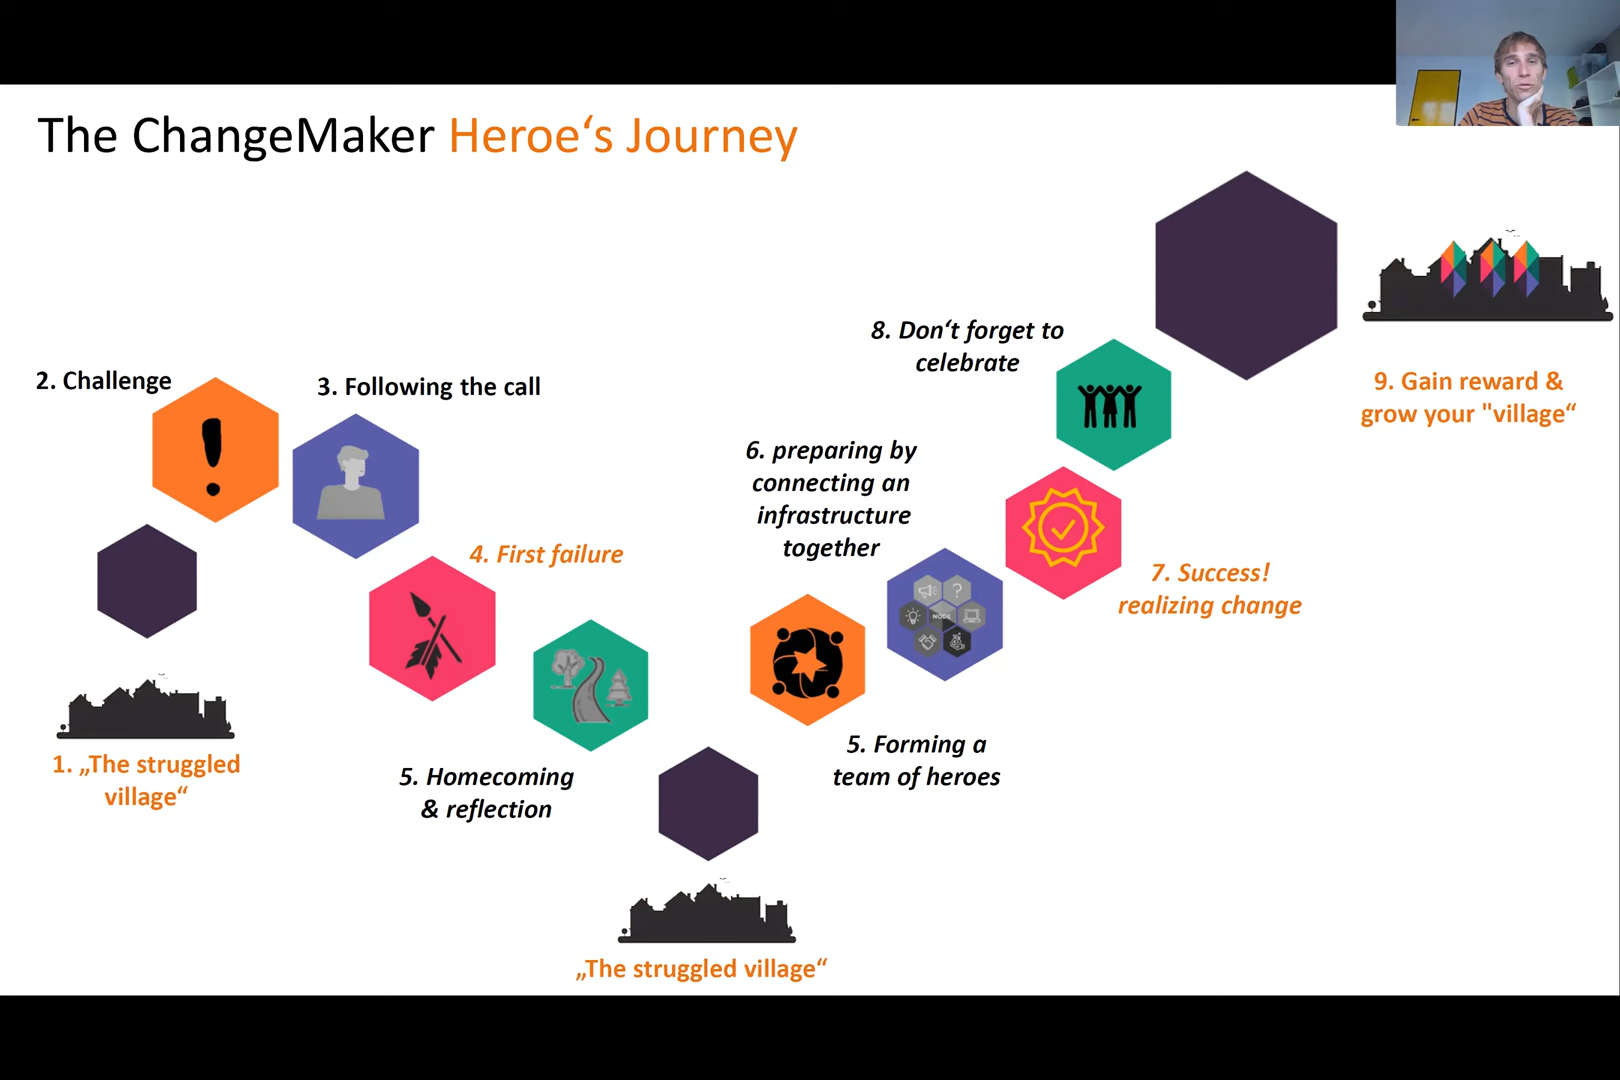 The ChangeMaker Heroe‘s Journey
2. Challenge
3. Following the call
4. First failure
1. „The struggled
village“
5. Homecoming
& reflection
„The struggled village“
5. Forming a
team of heroes
6. preparing by
connecting an
infrastructure
together
?
NODE
7. Success!
realizing change
8. Don‘t forget to
celebrate
9. Gain reward &
grow your "village“